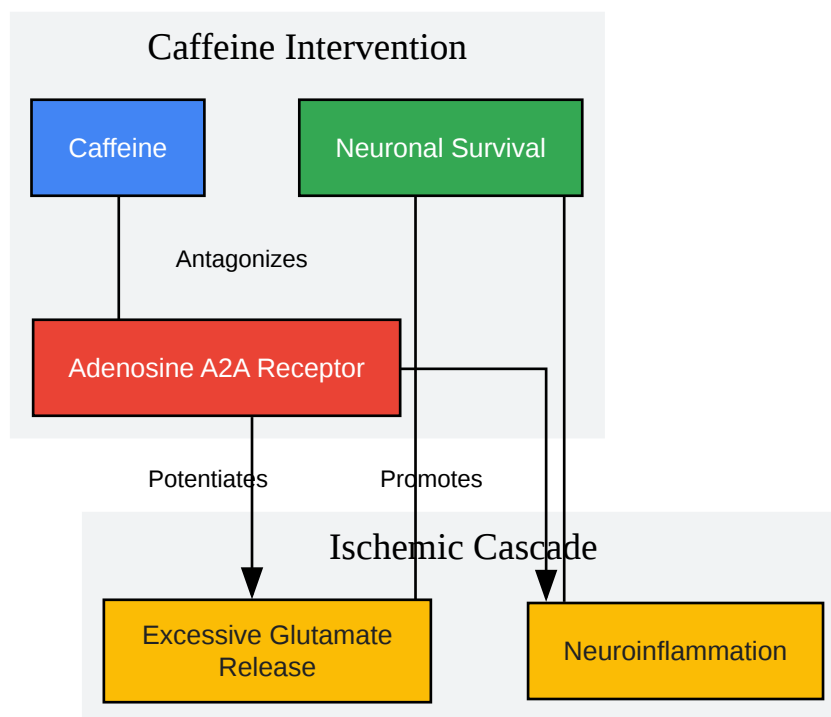 Caffeine Intervention
Caffeine
Neuronal Survival
Antagonizes
Adenosine A2A Receptor
Potentiates
Promotes
Ischemic Cascade
Excessive Glutamate
Release
Neuroinflammation